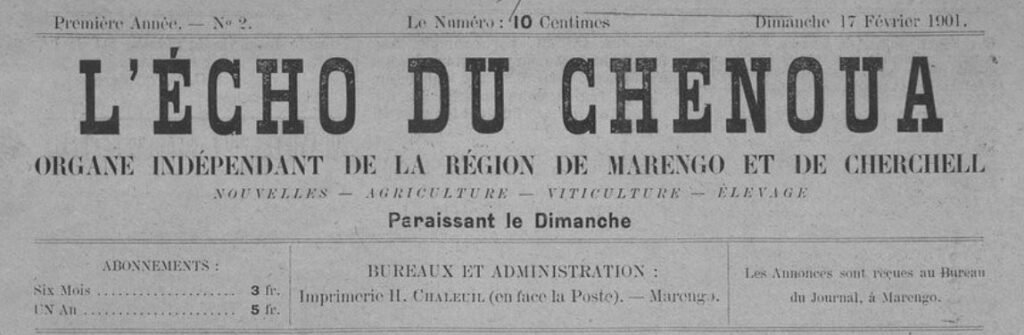 Première Année. — No 2.
Le Numéro : 10 Centimes
Dimanche 17 Février 1901.
L'ÉCHO DU CHENOUA
ORGANE INDÉPENDANT DE LA RÉGION DE MARENGO ET DE CHERCHELL
NOUVELLES — AGRICULTURE — VITICULTURE — ÉLEVAGE
Paraissant le Dimanche
ABONNEMENTS :
Six Mois .................... 3 fr.
UN An ...................... 5 fr.
BUREAUX ET ADMINISTRATION :
Imprimerie H. CHALEUIL (en face la Poste). — Marengo.
Les Annonces sont reçues au Bureau
du Journal, à Marengo.